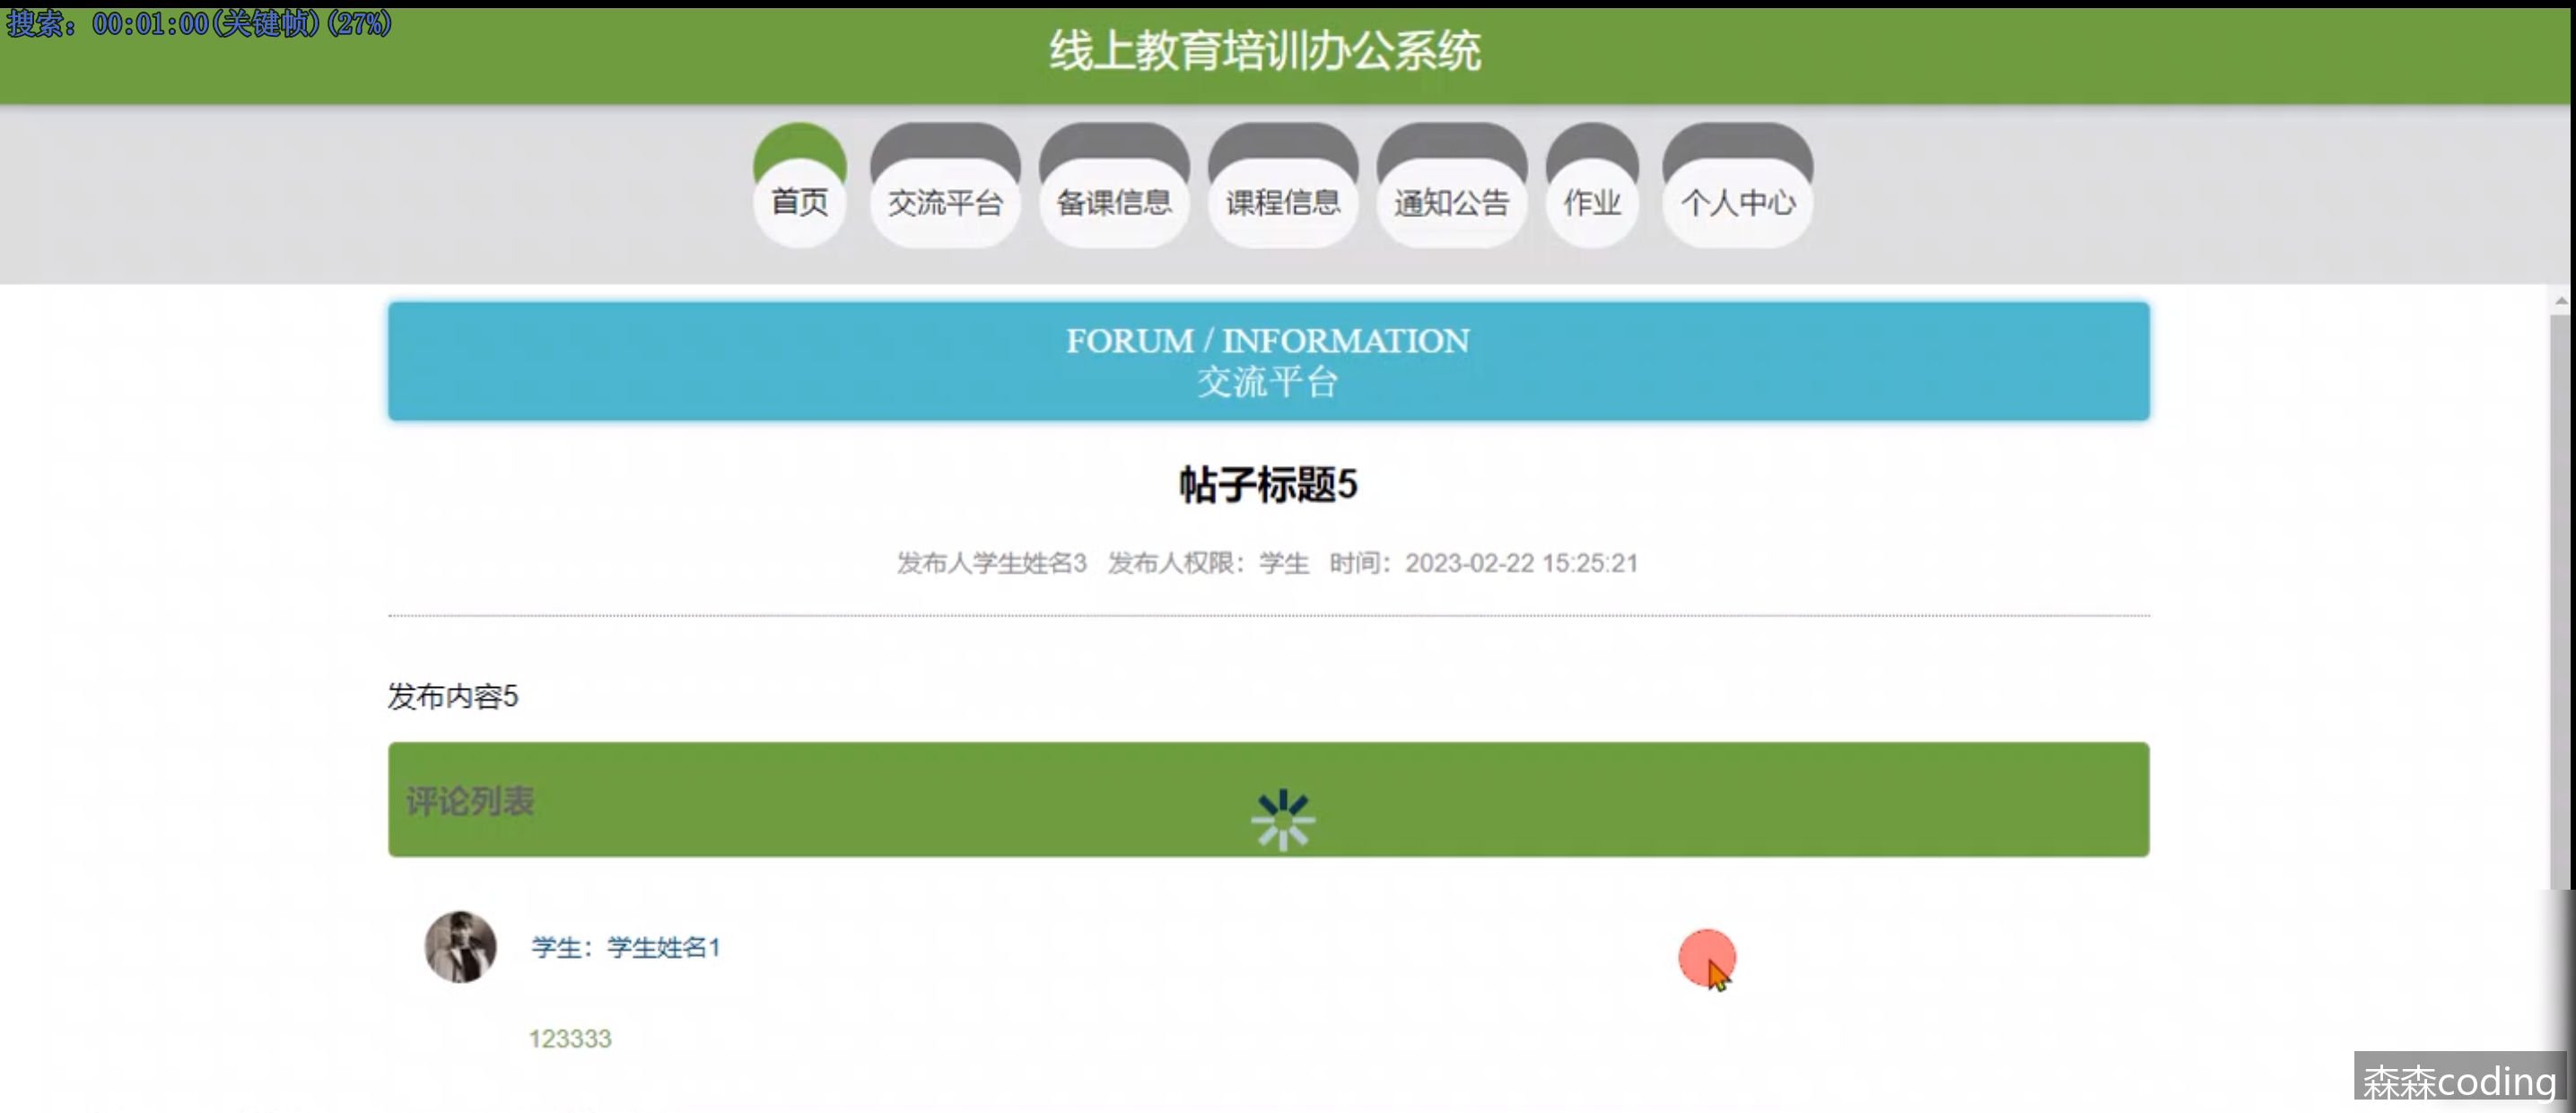 搜索: 00:01:00(关键帧)(27%)
线上教育培训办公系统
首页 交流平台 备课信息 课程信息 通知公告 作业 个人中心
FORUM / INFORMATION
交流平台
帖子标题5
发布人学生姓名3 发布人权限：学生 时间：2023-02-22 15:25:21
发布内容5
评论列表
学生：学生姓名1
123333
森森coding